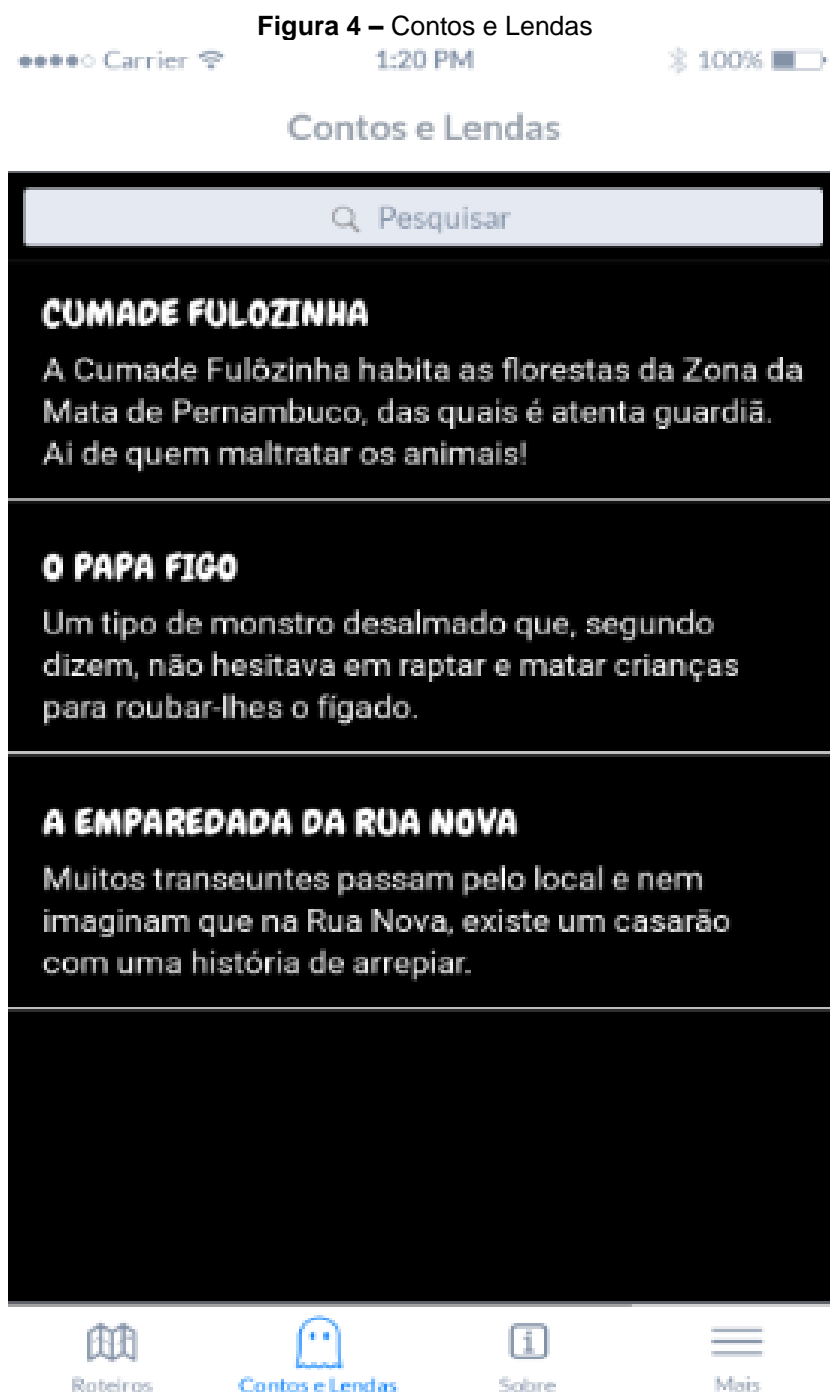 Figura 4 – Contos e Lendas
Carrier 1:20 PM 100%
Contos e Lendas
Pesquisar
CUMADE FULOZINHA
A Cumade Fulôzinha habita as florestas da Zona da
Mata de Pernambuco, das quais é atenta guardiã.
Ai de quem maltratar os animais!
O PAPA FIGO
Um tipo de monstro desalmado que, segundo
dizem, não hesitava em raptar e matar crianças
para roubar-lhes o fígado.
A EMPAREDADA DA RUA NOVA
Muitos transeuntes passam pelo local e nem
imaginam que na Rua Nova, existe um casarão
com uma história de arrepiar.
Roteiros Contos e Lendas Sobre Mais